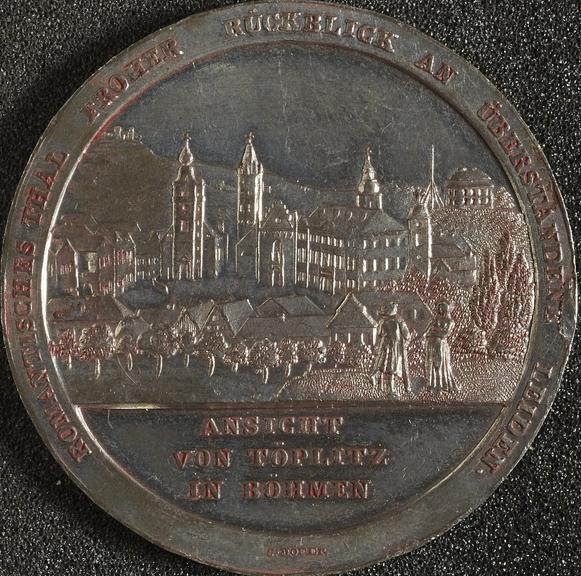 ROMANTISCHES THAL FROHER RÜCKBLICK AN ÜBERSTANDENE LEIDEN.
ANSICHT
VON TÖPLITZ
IN BÖHMEN